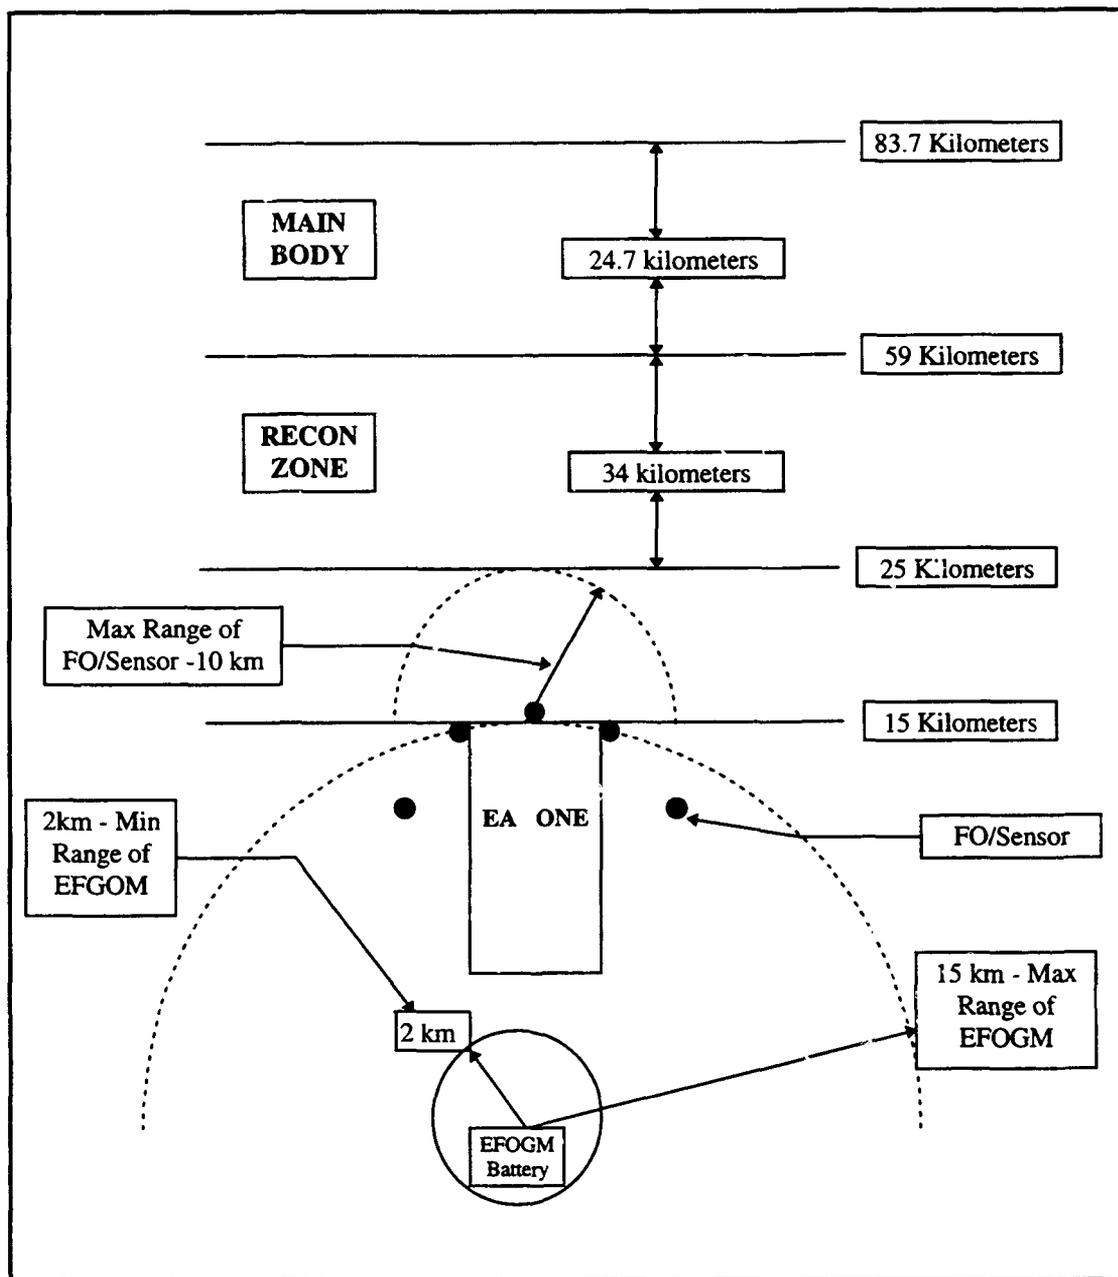 83.7 Kilometers
MAIN
BODY
24.7 kilometers
59 Kilometers
RECON
ZONE
34 kilometers
25 Kilometers
Max Range of
FO/Sensor -10 km
15 Kilometers
EA ONE
2km - Min
Range of
EFGOM
FO/Sensor
15 km - Max
Range of
EFOGM
2 km
EFOGM
Battery